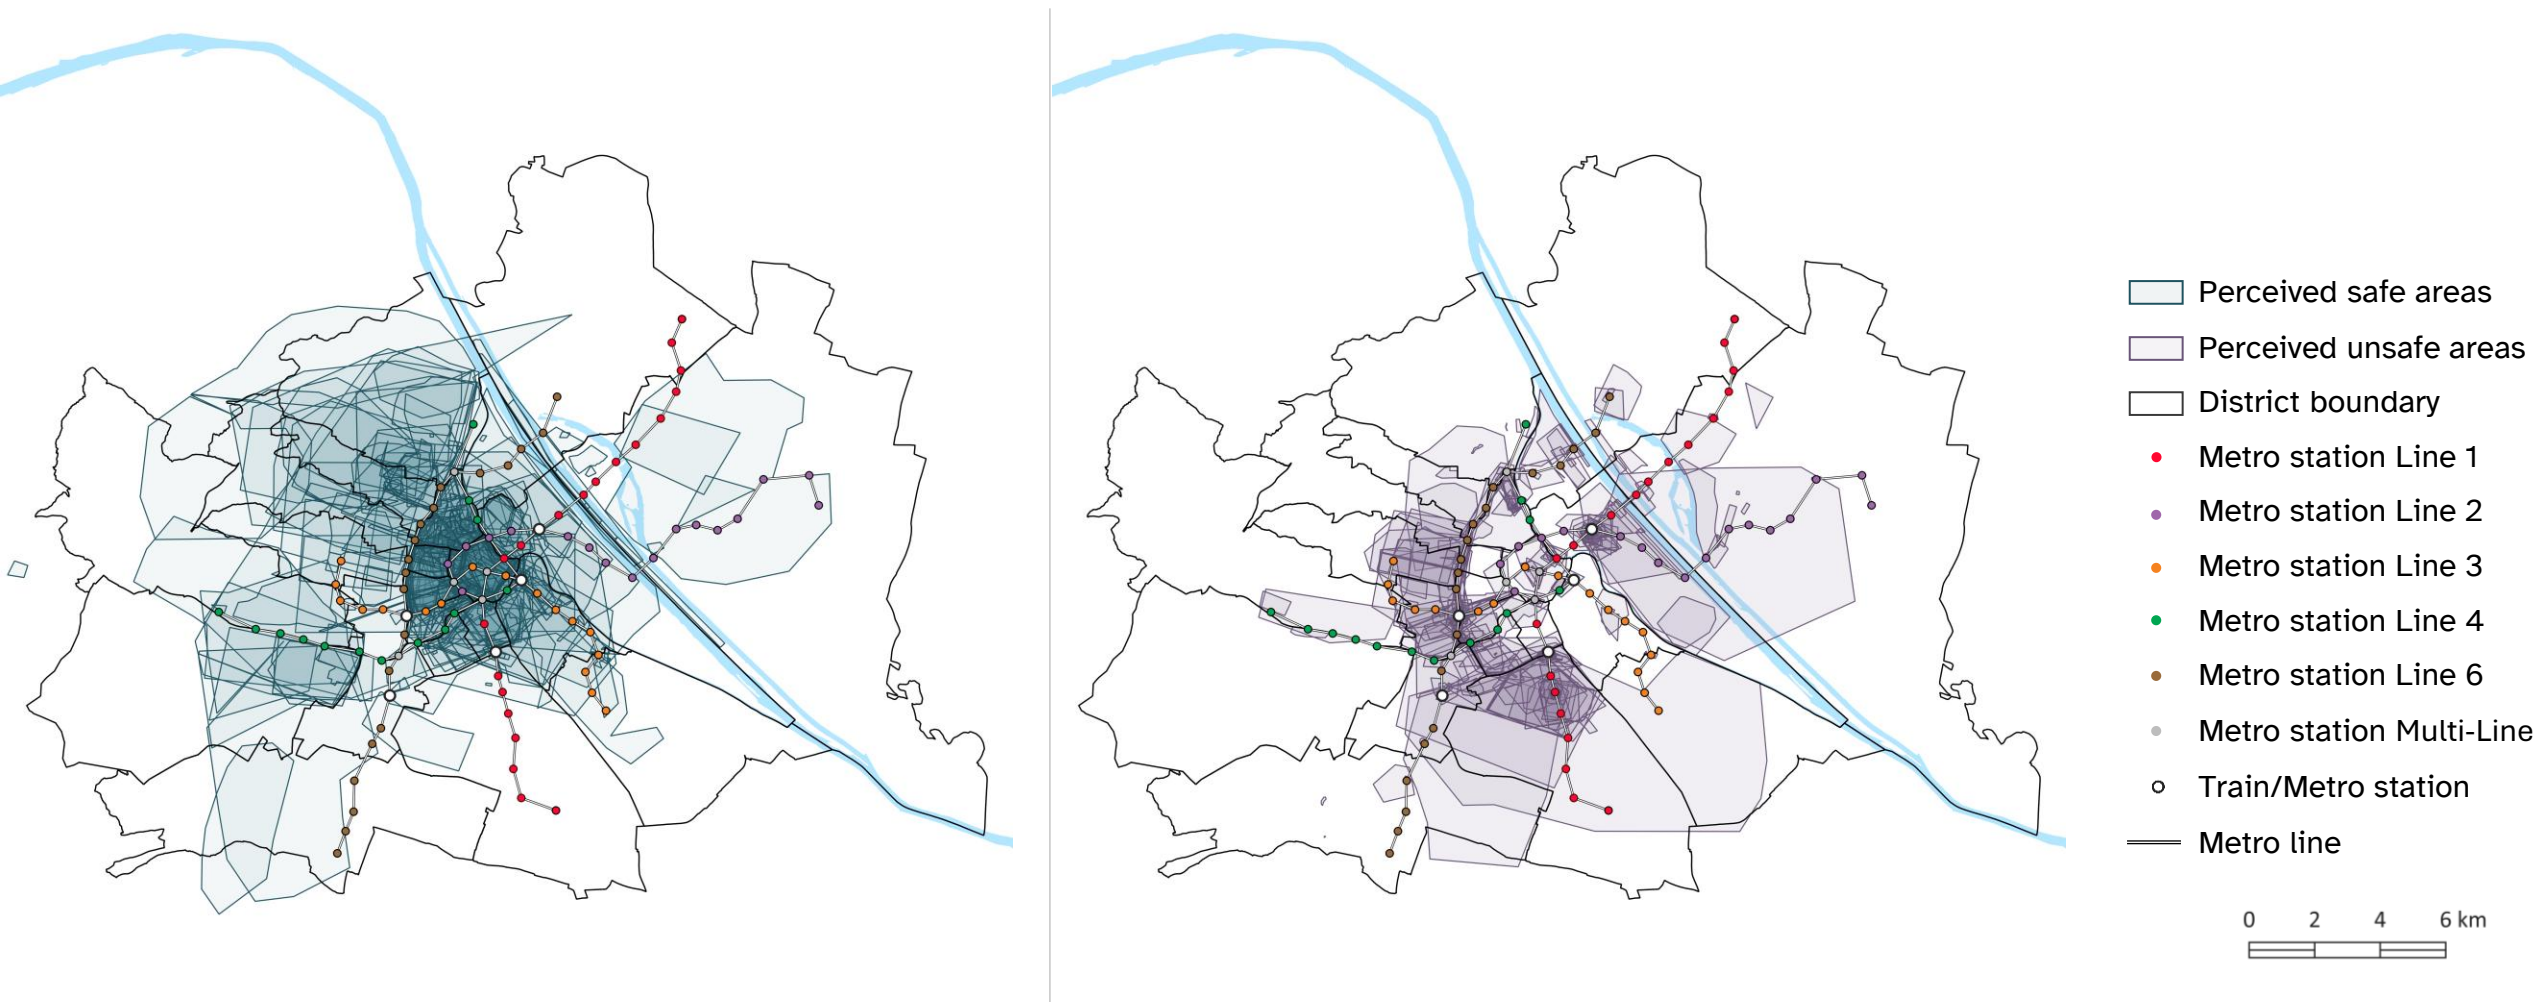 Perceived safe areas
Perceived unsafe areas
District boundary
Metro station Line 1
Metro station Line 2
Metro station Line 3
Metro station Line 4
Metro station Line 6
Metro station Multi-Line
Train/Metro station
Metro line
0 2 4 6 km